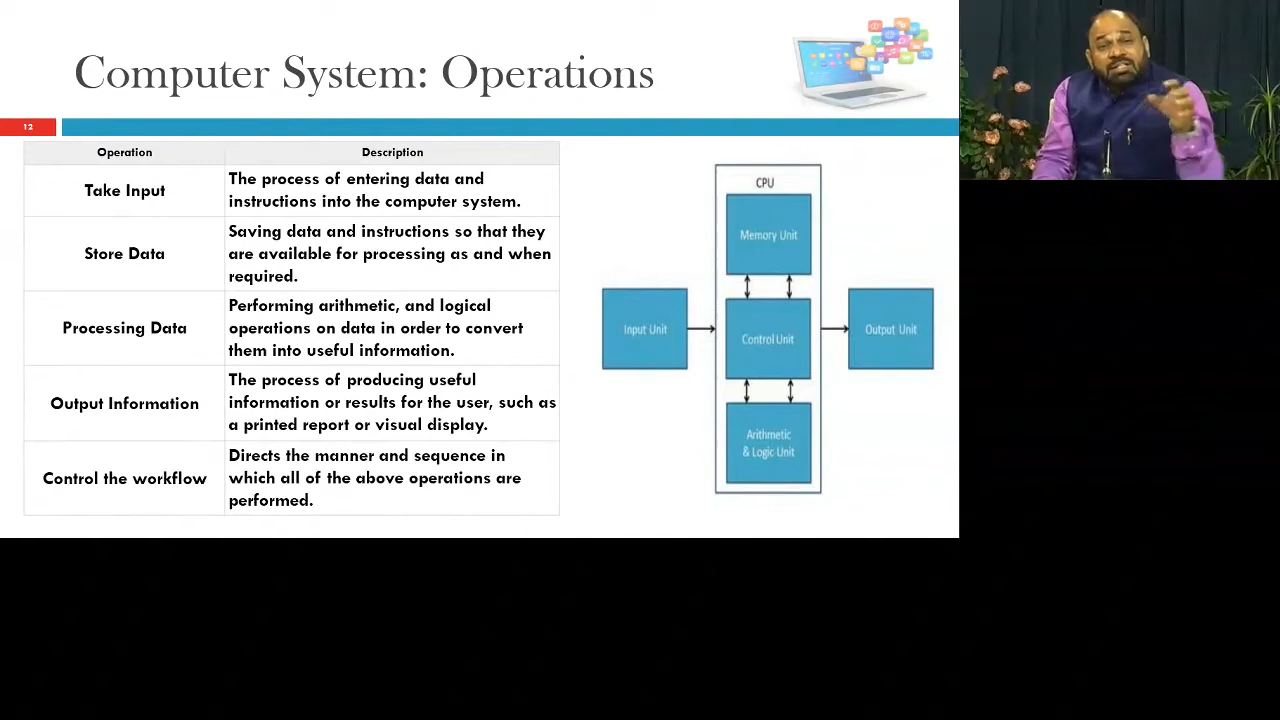 Computer System: Operations
12
Operation
Description
Take Input
The process of entering data and
instructions into the computer system.
Store Data
Saving data and instructions so that they
are available for processing as and when
required.
Processing Data
Performing arithmetic, and logical
operations on data in order to convert
them into useful information.
Output Information
The process of producing useful
information or results for the user, such as
a printed report or visual display.
Control the workflow
Directs the manner and sequence in
which all of the above operations are
performed.
CPU
Memory Unit
Input Unit
Control Unit
Output Unit
Arithmetic
& Logic Unit